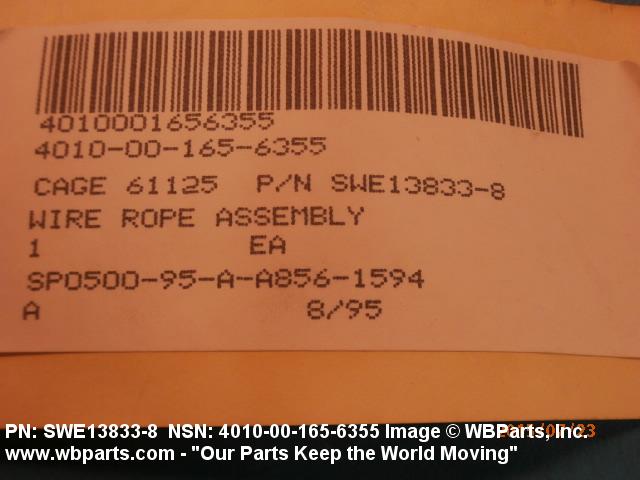 4010001656355
4010-00-165-6355
CAGE 61125 P/N SWE13833-8
WIRE ROPE ASSEMBLY
1 EA
SP0500-95-A-A856-1594
A 8/95
PN: SWE13833-8 NSN: 4010-00-165-6355 Image © WBParts, Inc.
www.wbparts.com - "Our Parts Keep the World Moving"